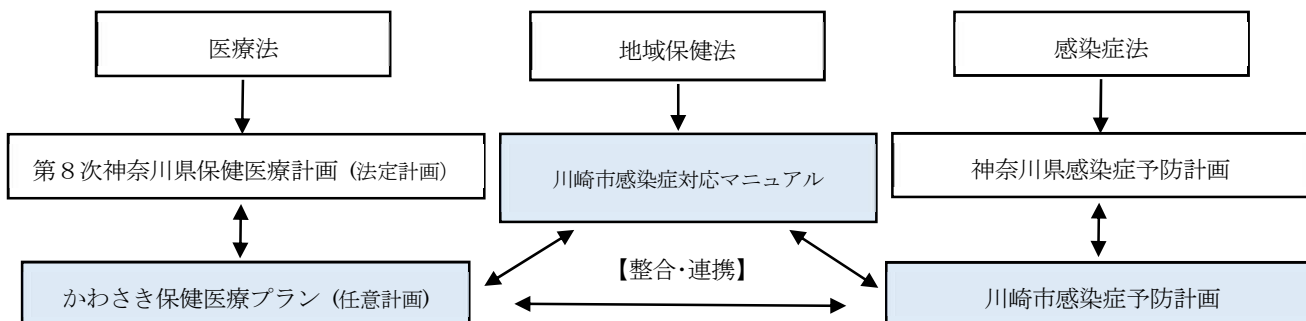 医療法
地域保健法
感染症法
第８次神奈川県保健医療計画（法定計画）
川崎市感染症対応マニュアル
神奈川県感染症予防計画
【整合・連携】
かわさき保健医療プラン（任意計画）
川崎市感染症予防計画